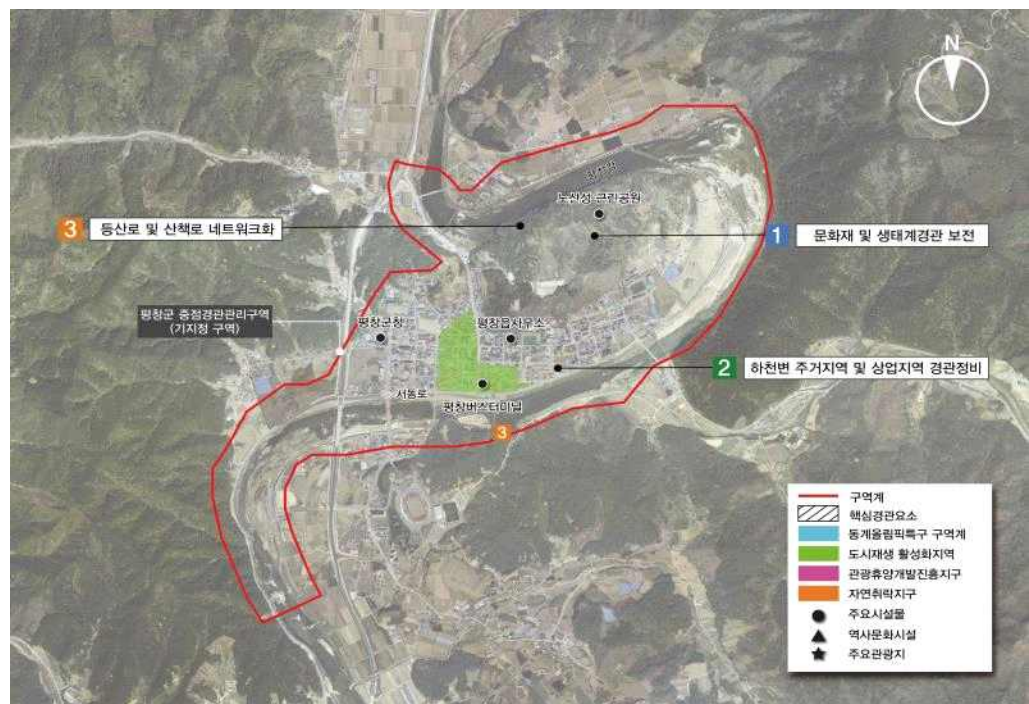 N
평창강
노산성 근린공원
3 등산로 및 산책로 네트워크화
1 문화재 및 생태계경관 보전
평창군 중점경관관리구역
(기지정 구역)
평창군청
평창읍사무소
2 하천변 주거지역 및 상업지역 경관정비
서동로
평창버스터미널
3
구역계
핵심경관요소
동계올림픽특구 구역계
도시재생 활성화지역
관광휴양개발진흥지구
자연취락지구
주요시설물
역사문화시설
주요관광지